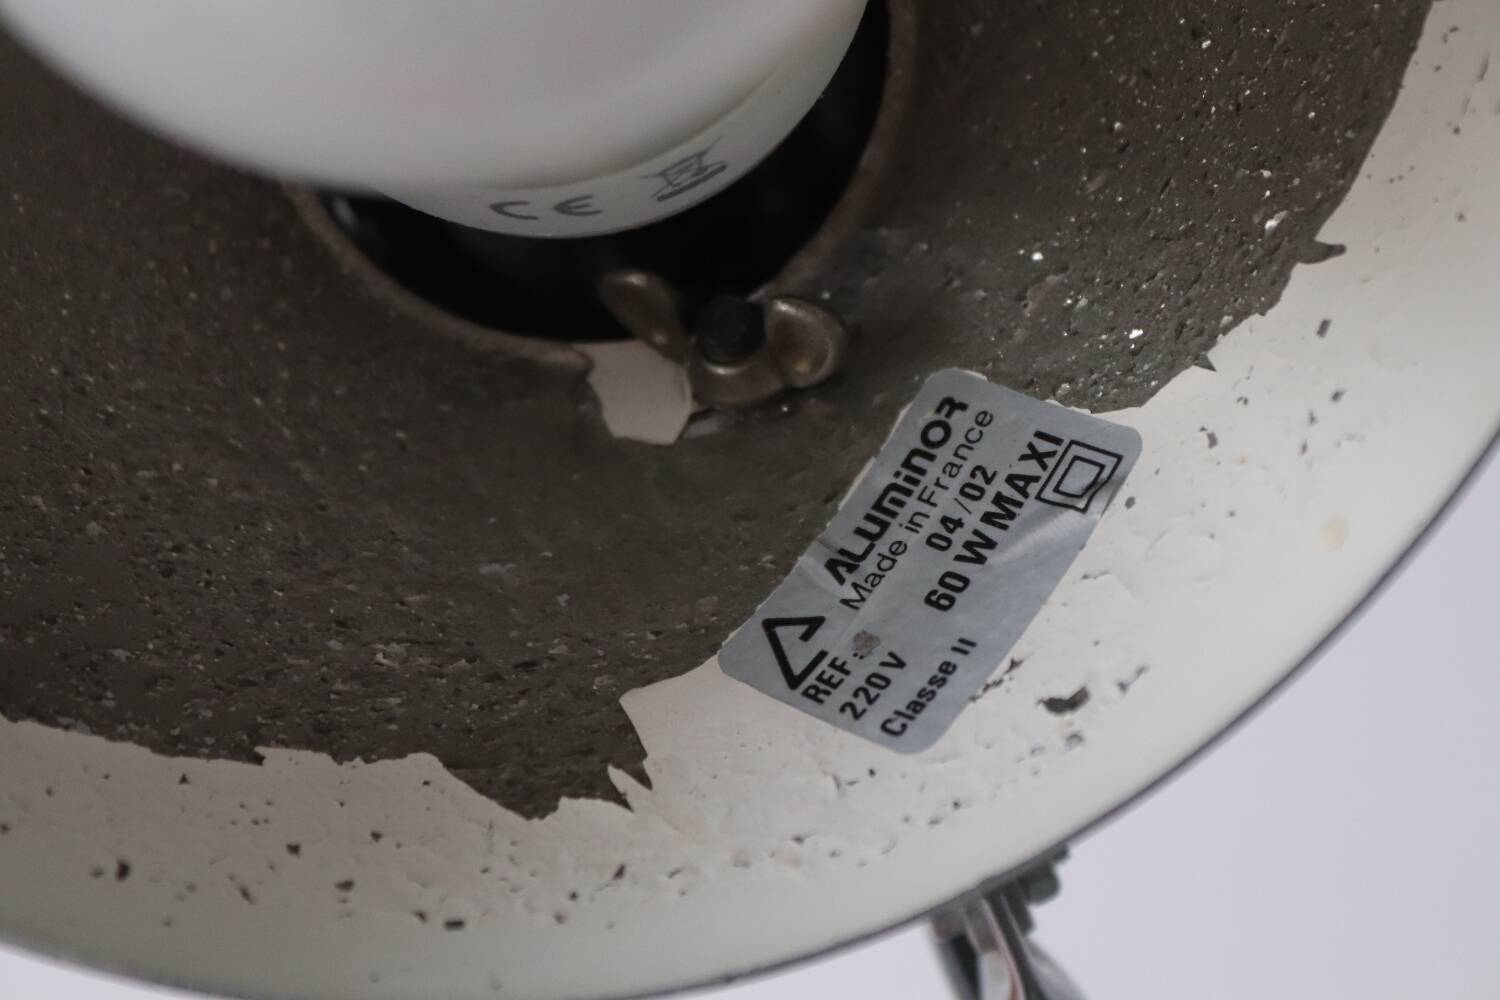 CE
ALUMINOR
Made in France
04/02
60 W MAXI
REF:
220 V
Classe II